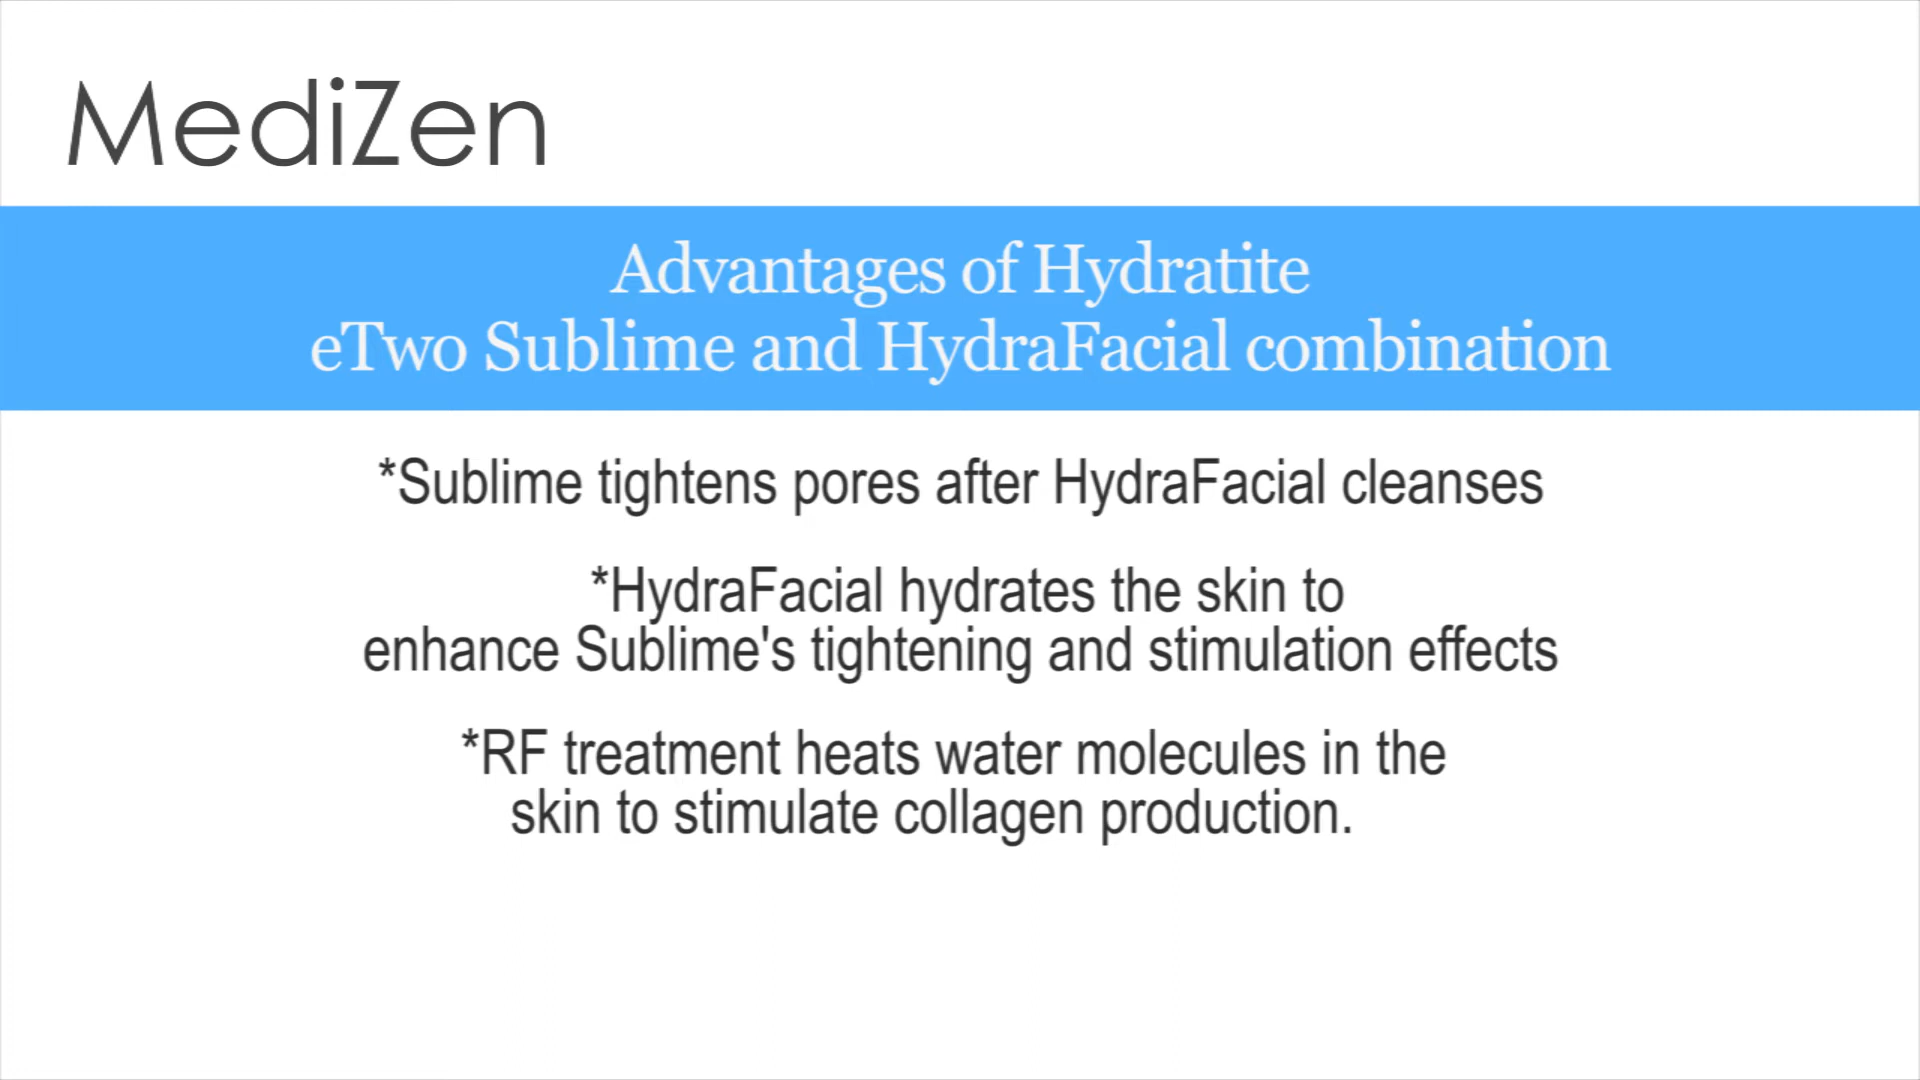 MediZen
Advantages of Hydratite
eTwo Sublime and HydraFacial combination
*Sublime tightens pores after HydraFacial cleanses
*HydraFacial hydrates the skin to
enhance Sublime's tightening and stimulation effects
*RF treatment heats water molecules in the
skin to stimulate collagen production.